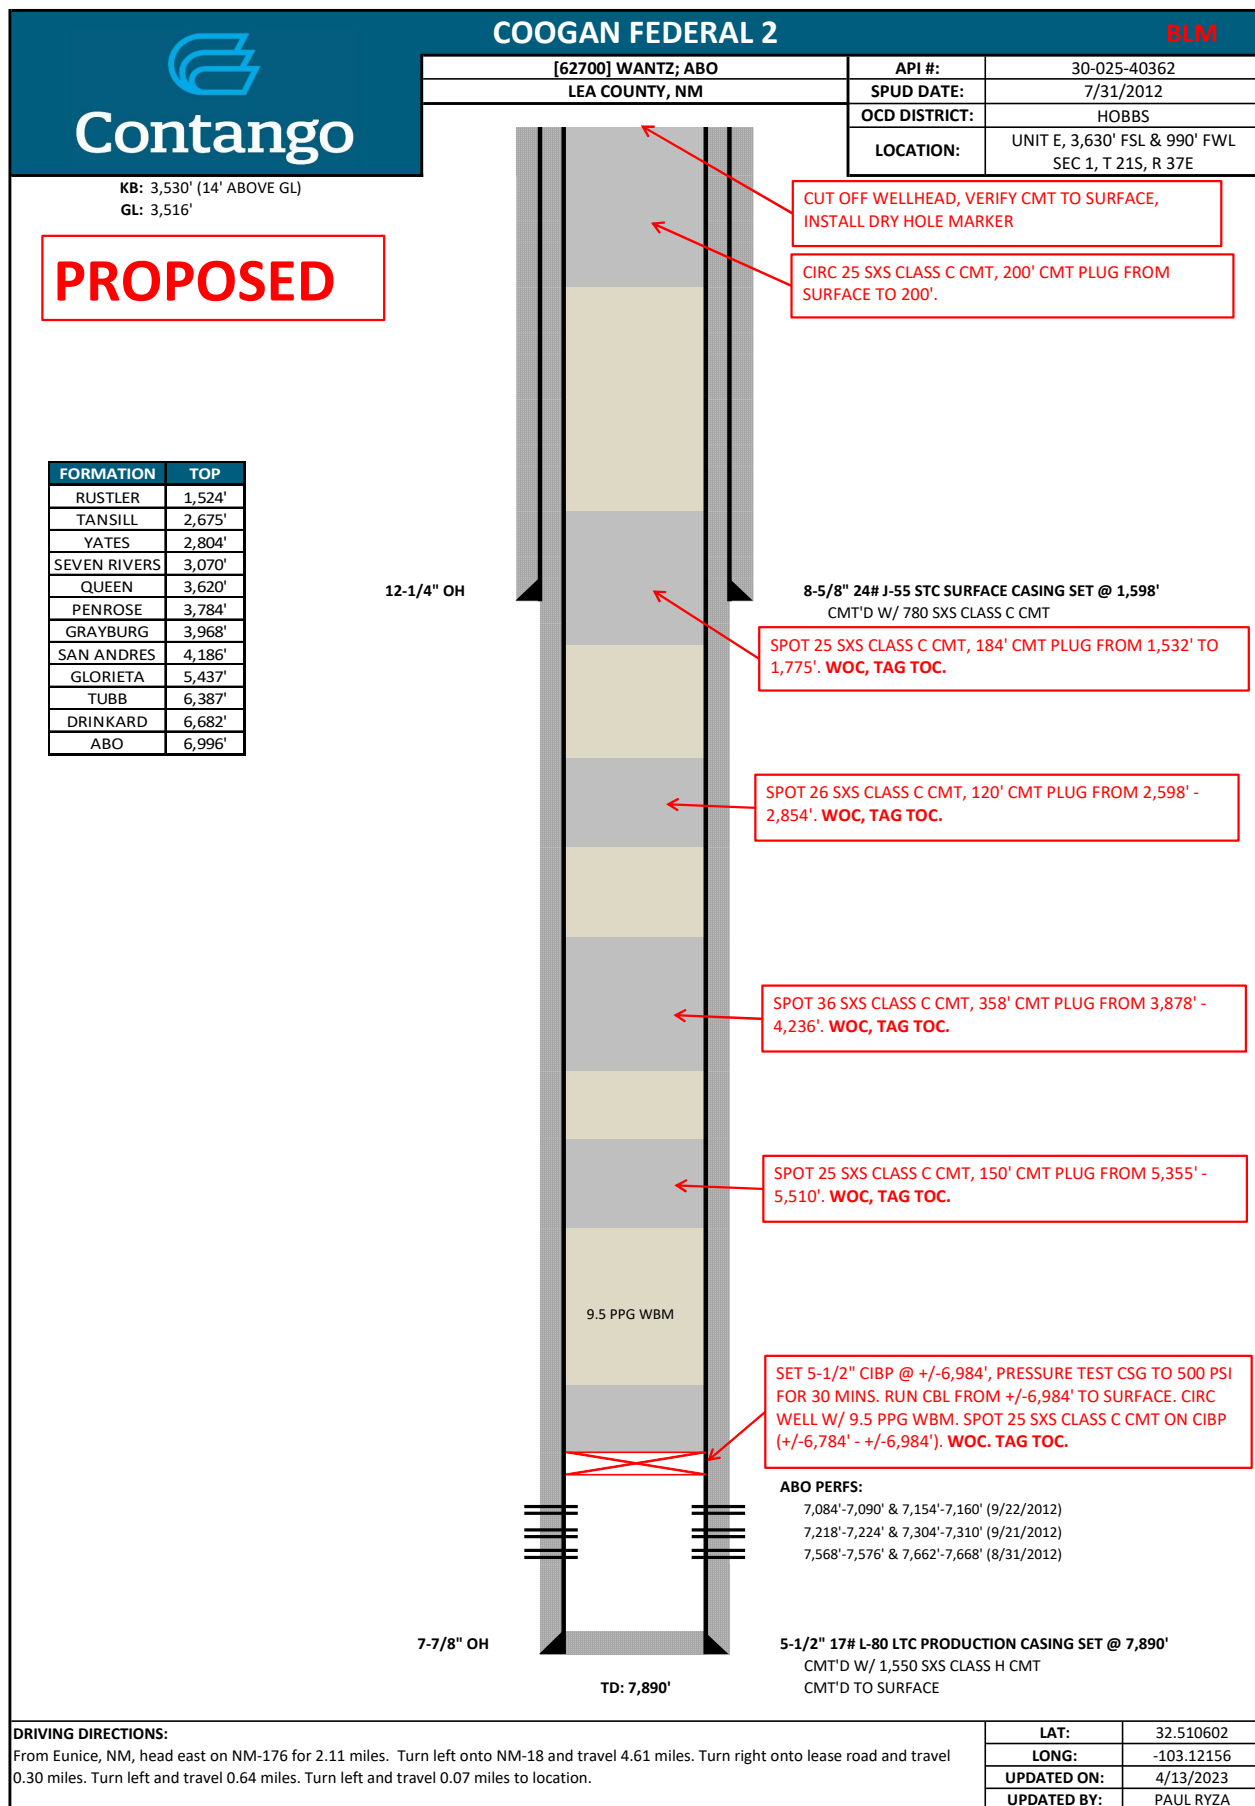 COOGAN FEDERAL 2
BLM
Contango
[62700] WANTZ; ABO
LEA COUNTY, NM
API #: 30-025-40362
SPUD DATE: 7/31/2012
OCD DISTRICT: HOBBS
LOCATION: UNIT E, 3,630' FSL & 990' FWL
SEC 1, T 21S, R 37E
KB: 3,530' (14' ABOVE GL)
GL: 3,516'
PROPOSED
CUT OFF WELLHEAD, VERIFY CMT TO SURFACE,
INSTALL DRY HOLE MARKER
CIRC 25 SXS CLASS C CMT, 200' CMT PLUG FROM
SURFACE TO 200'.
FORMATION TOP
RUSTLER 1,524'
TANSILL 2,675'
YATES 2,804'
SEVEN RIVERS 3,070'
QUEEN 3,620'
PENROSE 3,784'
GRAYBURG 3,968'
SAN ANDRES 4,186'
GLORIETA 5,437'
TUBB 6,387'
DRINKARD 6,682'
ABO 6,996'
12-1/4" OH
8-5/8" 24# J-55 STC SURFACE CASING SET @ 1,598'
CMT'D W/ 780 SXS CLASS C CMT
SPOT 25 SXS CLASS C CMT, 184' CMT PLUG FROM 1,532' TO
1,775'. WOC, TAG TOC.
SPOT 26 SXS CLASS C CMT, 120' CMT PLUG FROM 2,598' -
2,854'. WOC, TAG TOC.
SPOT 36 SXS CLASS C CMT, 358' CMT PLUG FROM 3,878' -
4,236'. WOC, TAG TOC.
SPOT 25 SXS CLASS C CMT, 150' CMT PLUG FROM 5,355' -
5,510'. WOC, TAG TOC.
9.5 PPG WBM
SET 5-1/2" CIBP @ +/-6,984', PRESSURE TEST CSG TO 500 PSI
FOR 30 MINS. RUN CBL FROM +/-6,984' TO SURFACE. CIRC
WELL W/ 9.5 PPG WBM. SPOT 25 SXS CLASS C CMT ON CIBP
(+/-6,784' - +/-6,984'). WOC. TAG TOC.
ABO PERFS:
7,084'-7,090' & 7,154'-7,160' (9/22/2012)
7,218'-7,224' & 7,304'-7,310' (9/21/2012)
7,568'-7,576' & 7,662'-7,668' (8/31/2012)
7-7/8" OH
5-1/2" 17# L-80 LTC PRODUCTION CASING SET @ 7,890'
CMT'D W/ 1,550 SXS CLASS H CMT
CMT'D TO SURFACE
TD: 7,890'
DRIVING DIRECTIONS:
From Eunice, NM, head east on NM-176 for 2.11 miles. Turn left onto NM-18 and travel 4.61 miles. Turn right onto lease road and travel
0.30 miles. Turn left and travel 0.64 miles. Turn left and travel 0.07 miles to location.
LAT: 32.510602
LONG: -103.12156
UPDATED ON: 4/13/2023
UPDATED BY: PAUL RYZA